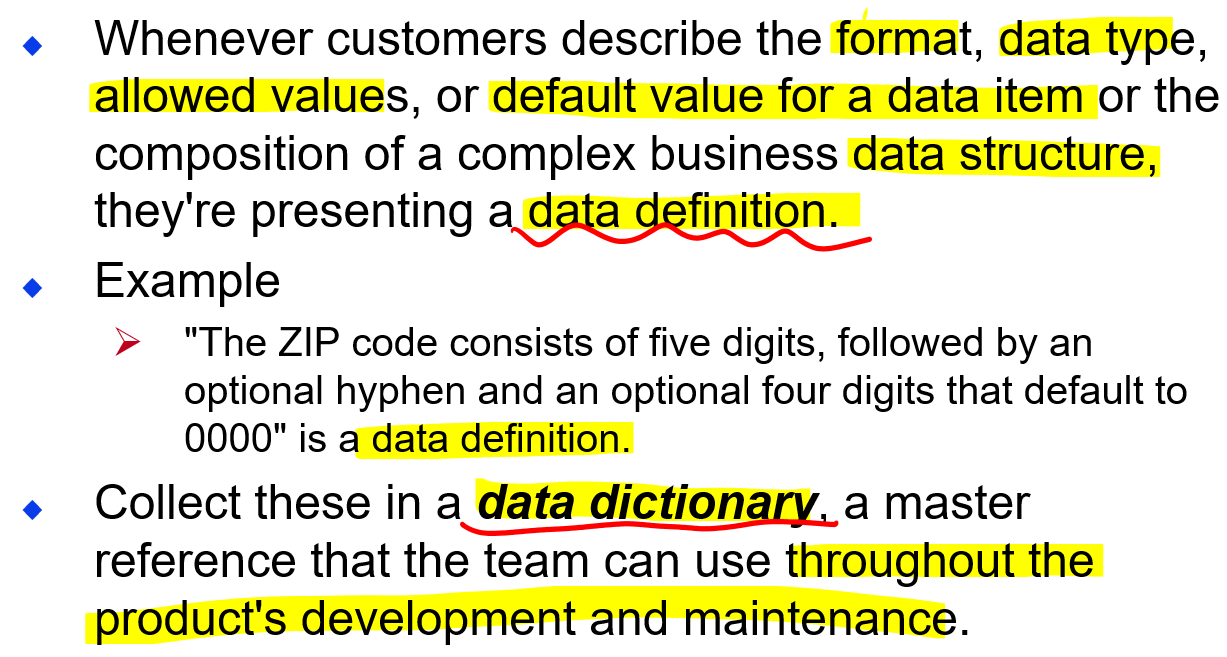 Whenever customers describe the format, data type,
allowed values, or default value for a data item or the
composition of a complex business data structure,
they're presenting a data definition.
Example
"The ZIP code consists of five digits, followed by an
optional hyphen and an optional four digits that default to
0000" is a data definition.
Collect these in a data dictionary, a master
reference that the team can use throughout the
product's development and maintenance.